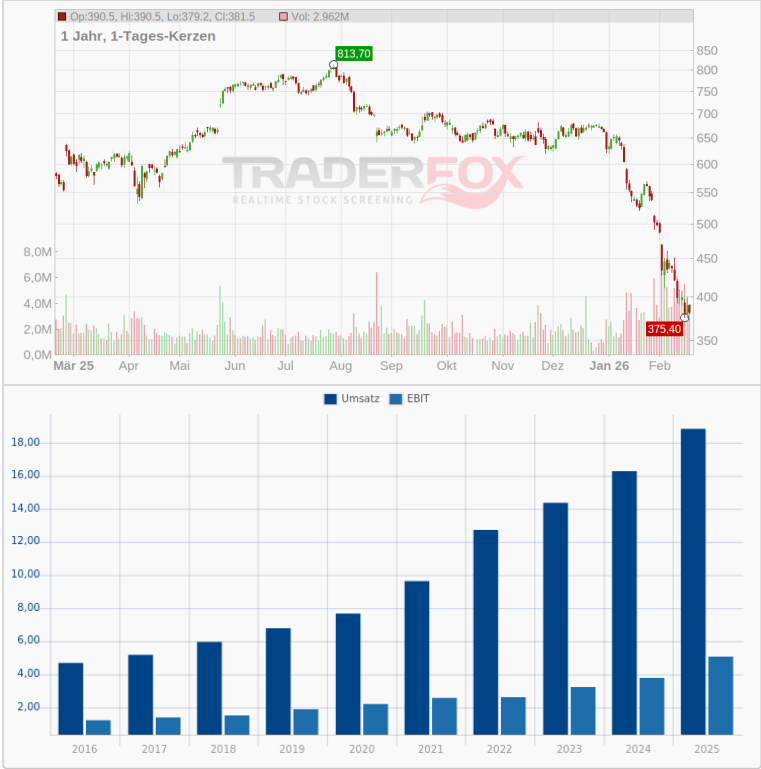 Op:390.5, Hi:390.5, Lo:379.2, Cl:381.5 Vol: 2.962M
1 Jahr, 1-Tages-Kerzen
813,70
850
800
750
700
650
600
550
500
450
400
350
TRADERFOX
REALTIME STOCK SCREENING
8,0M
6,0M
4,0M
2,0M
0,0M
375,40
Mär 25 Apr Mai Jun Jul Aug Sep Okt Nov Dez Jan 26 Feb
Umsatz EBIT
18,00
16,00
14,00
12,00
10,00
8,00
6,00
4,00
2,00
2016 2017 2018 2019 2020 2021 2022 2023 2024 2025